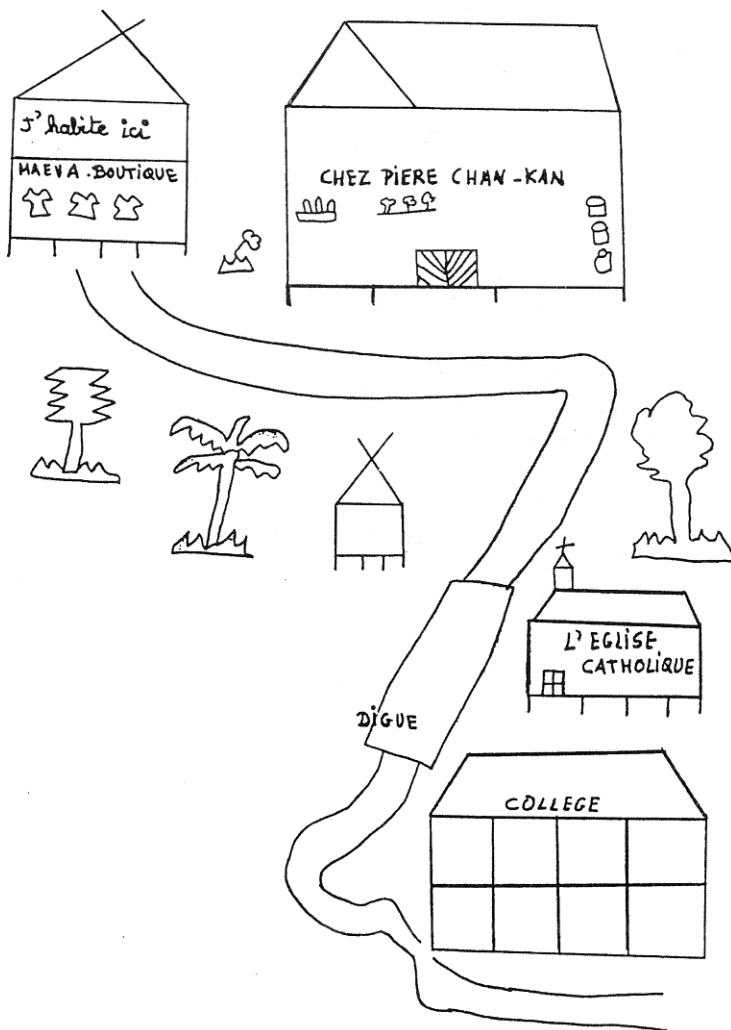 J'habite ici
MAEVA.BOUTIQUE
CHEZ PIERE CHAN-KAN
L'EGLISE
CATHOLIQUE
DIGUE
COLLEGE